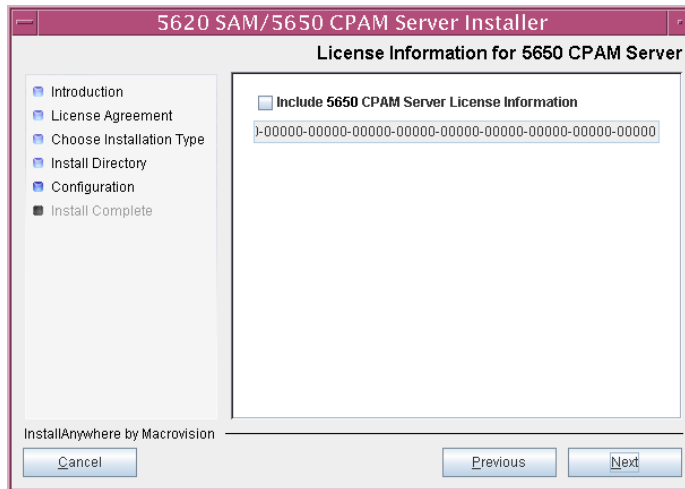 5620 SAM/5650 CPAM Server Installer
License Information for 5650 CPAM Server
Introduction
License Agreement
Choose Installation Type
Install Directory
Configuration
Install Complete
Include 5650 CPAM Server License Information
-00000-00000-00000-00000-00000-00000-00000-00000-00000
InstallAnywhere by Macrovision
Cancel
Previous
Next